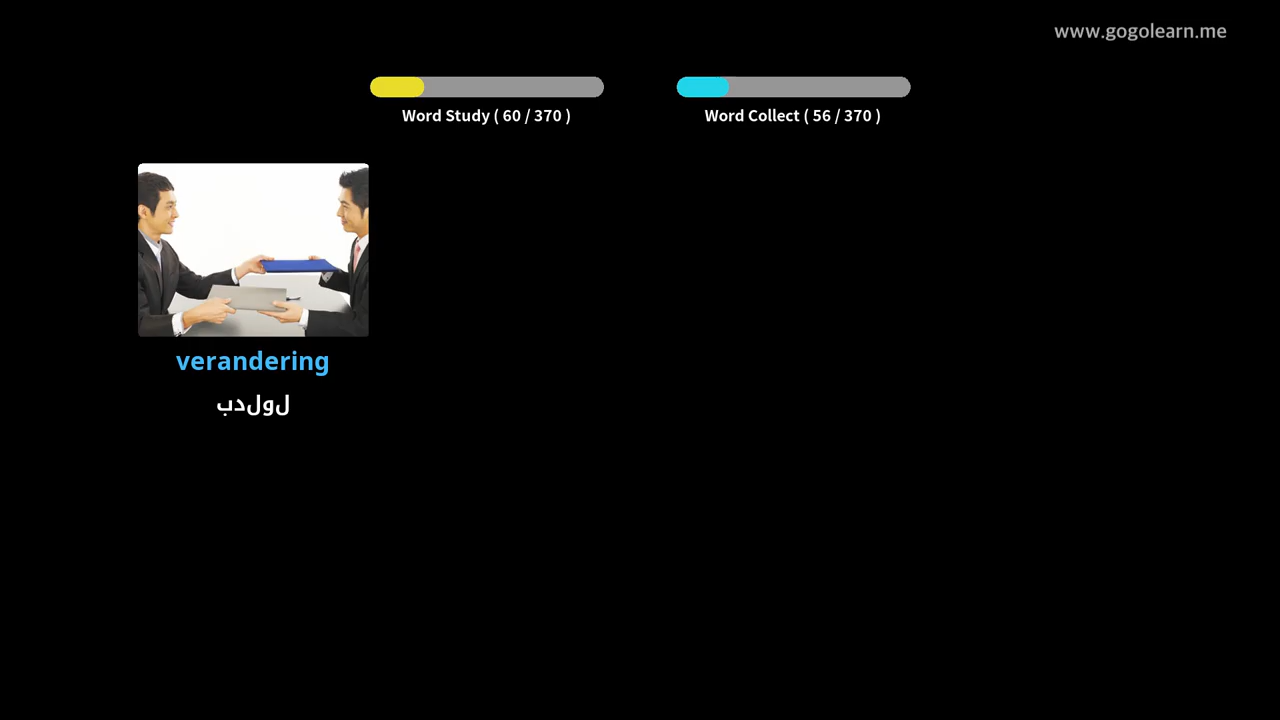 www.gogolearn.me
Word Study ( 60 / 370 )
Word Collect ( 56 / 370 )
verandering
لولدب